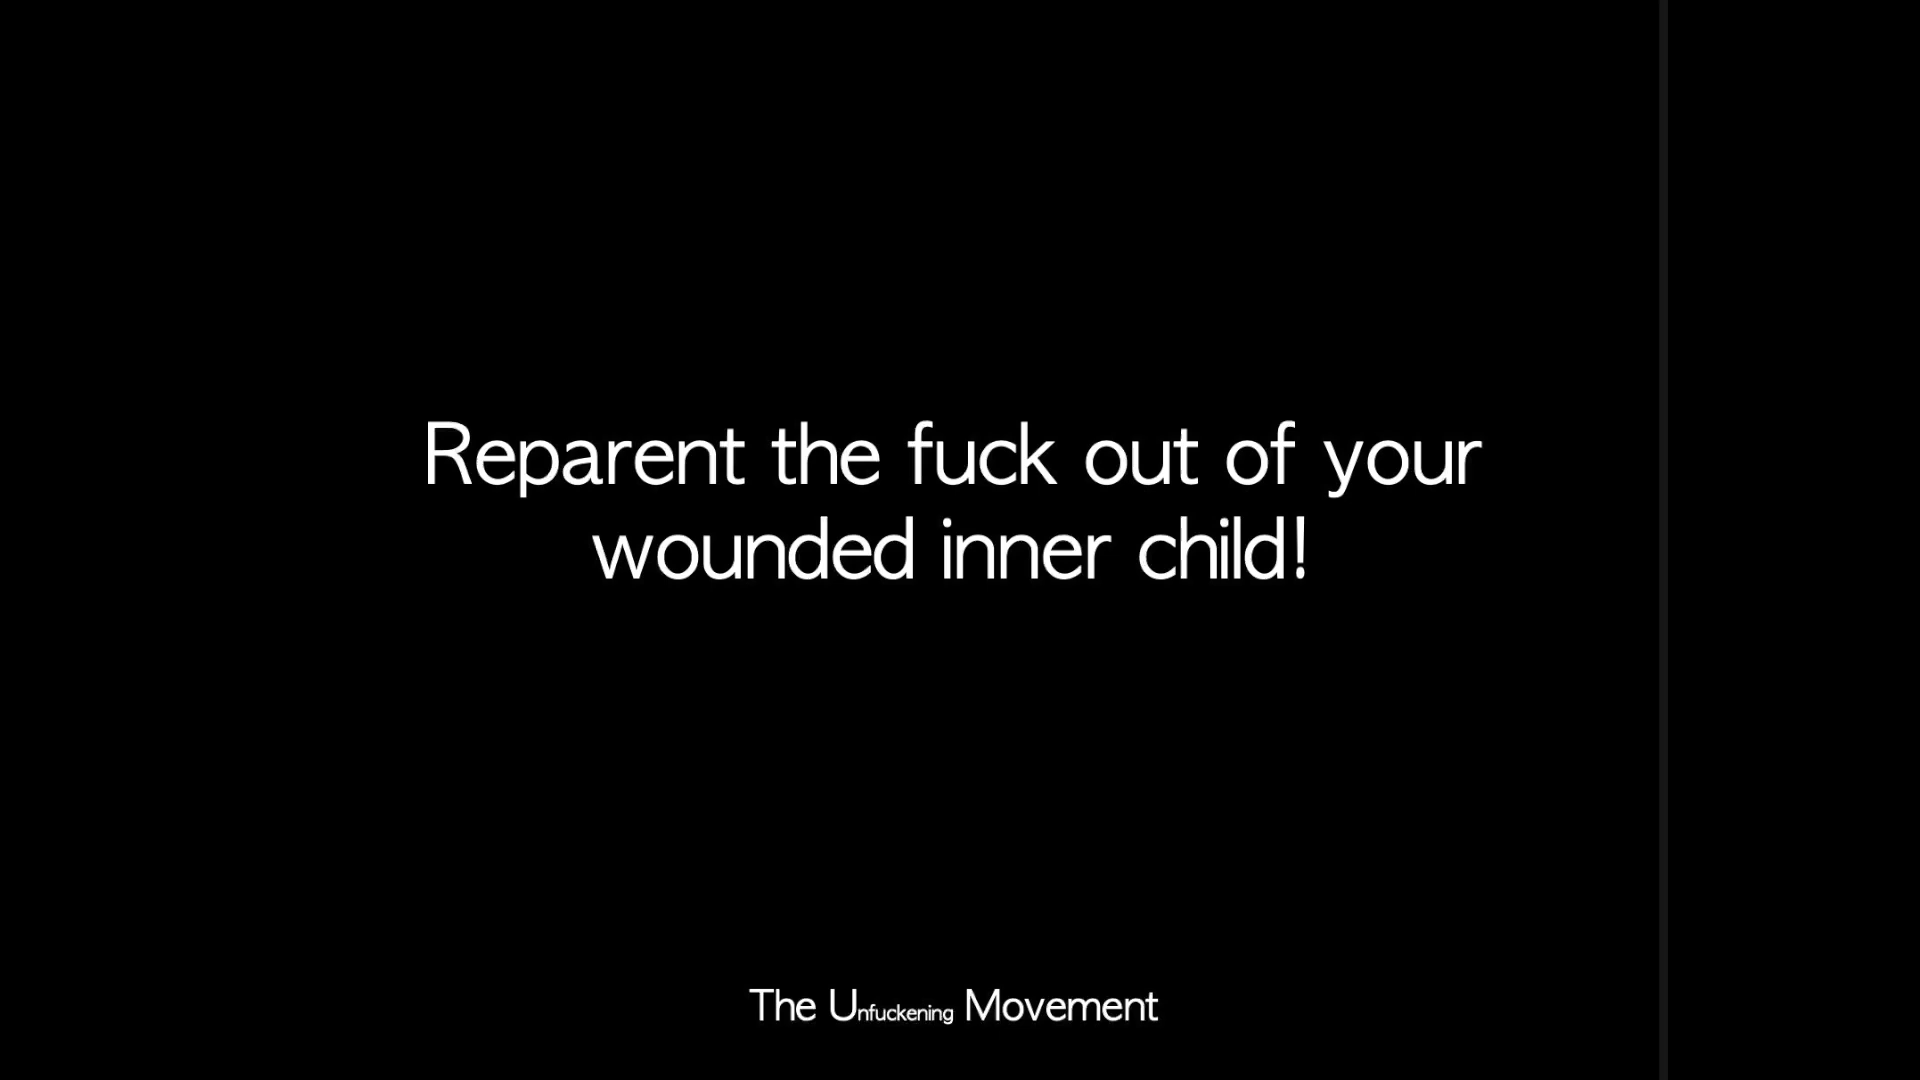 Reparent the fuck out of your
wounded inner child!
The Unfuckening Movement